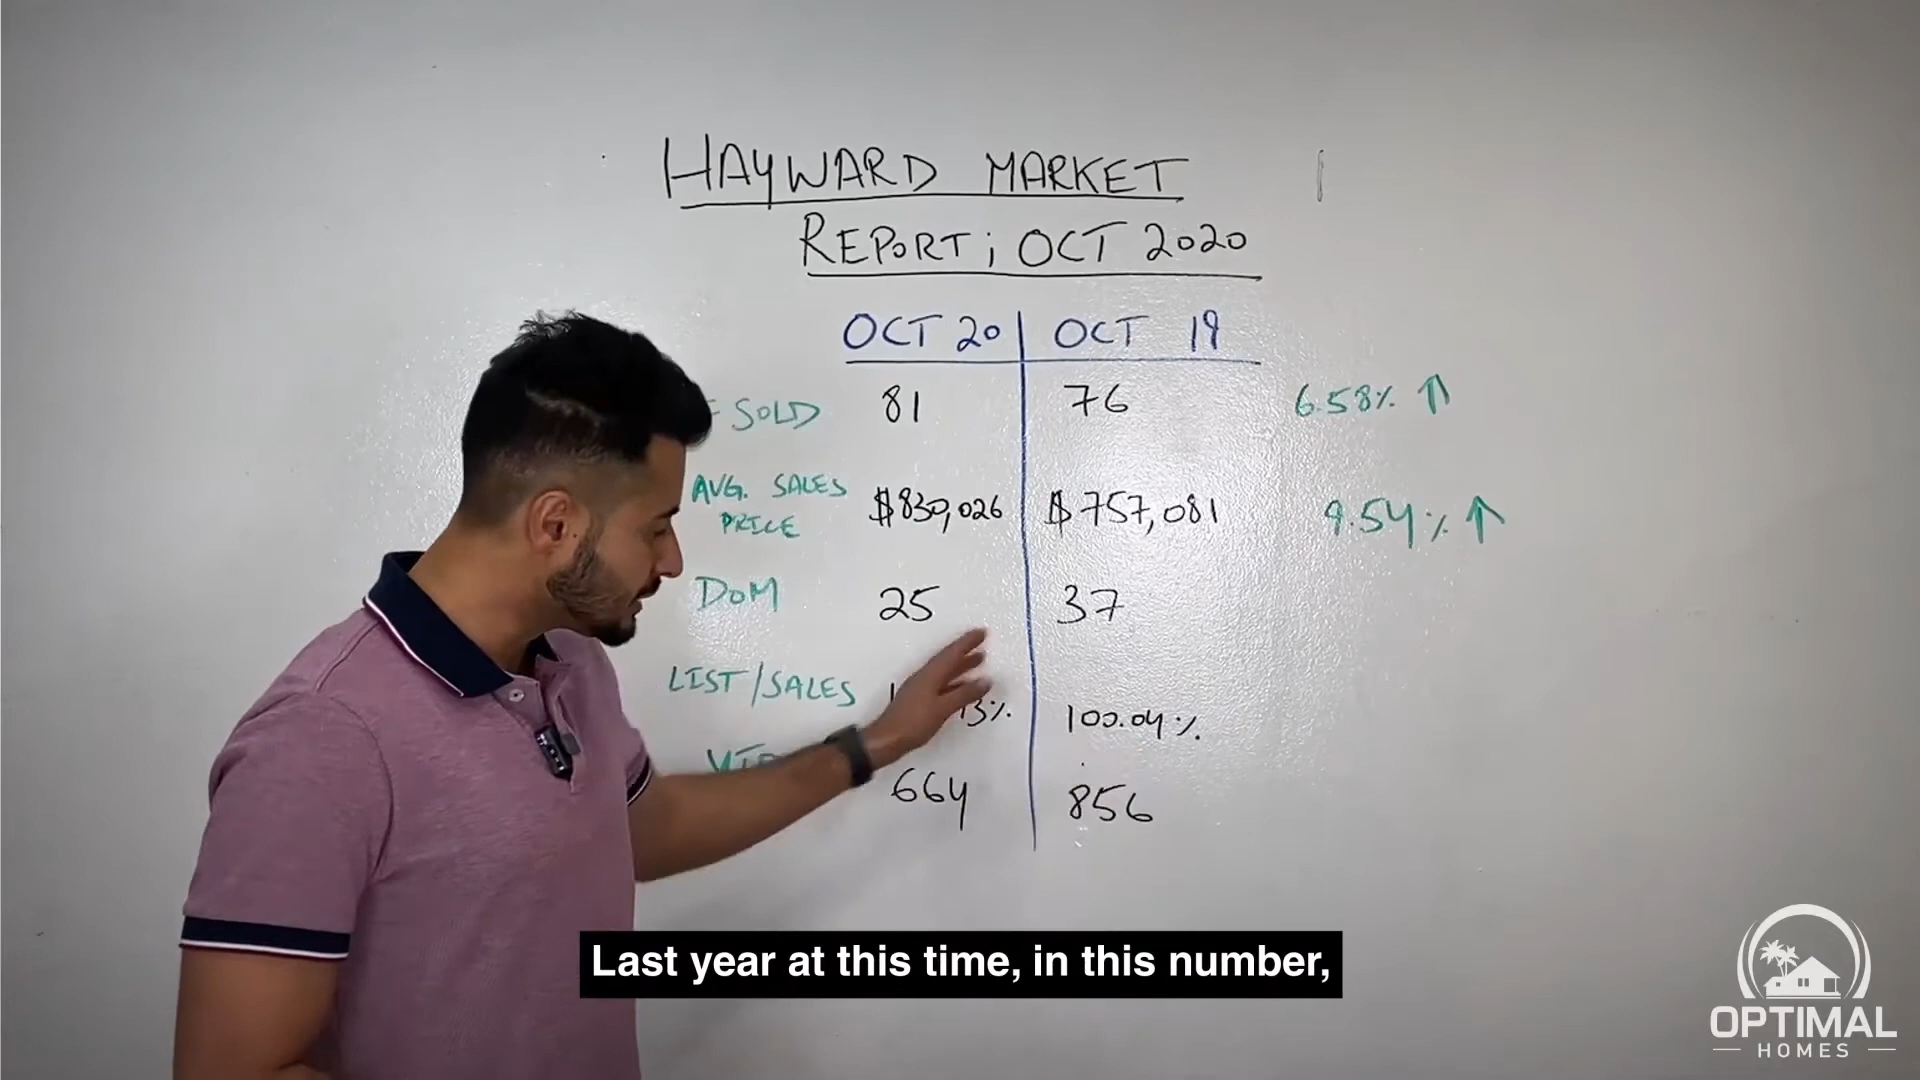 HAYWARD MARKET
REPORT; OCT 2020
OCT 20 OCT 19
SOLD 81 76 6.58% ↑
AVG. SALES PRICE $830,026 $757,081 9.54% ↑
DOM 25 37
LIST/SALES 100.04%
664 856
Last year at this time, in this number,
OPTIMAL
HOMES